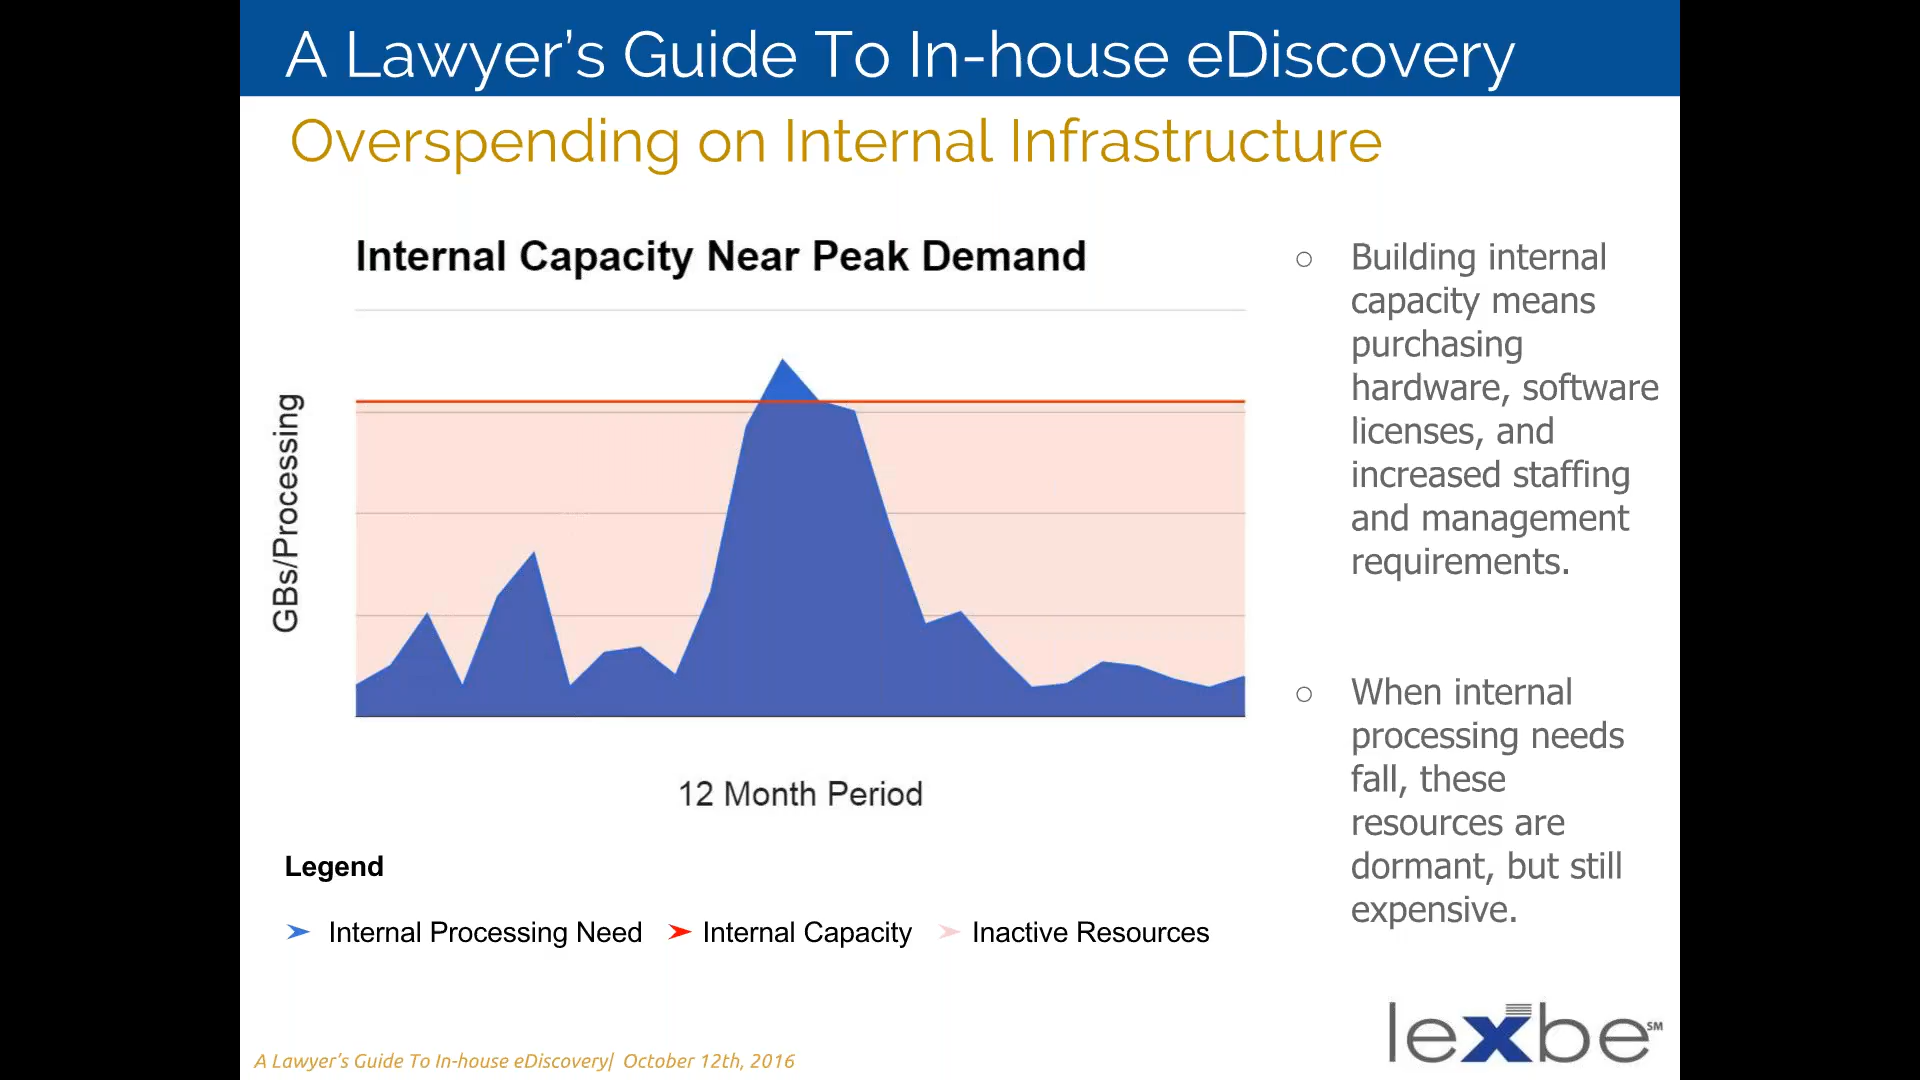 A Lawyer's Guide To In-house eDiscovery
Overspending on Internal Infrastructure
Internal Capacity Near Peak Demand
GBs/Processing
12 Month Period
Legend
➤ Internal Processing Need ➤ Internal Capacity ➤ Inactive Resources
○ Building internal
capacity means
purchasing
hardware, software
licenses, and
increased staffing
and management
requirements.
○ When internal
processing needs
fall, these
resources are
dormant, but still
expensive.
lexbe SM
A Lawyer's Guide To In-house eDiscovery| October 12th, 2016